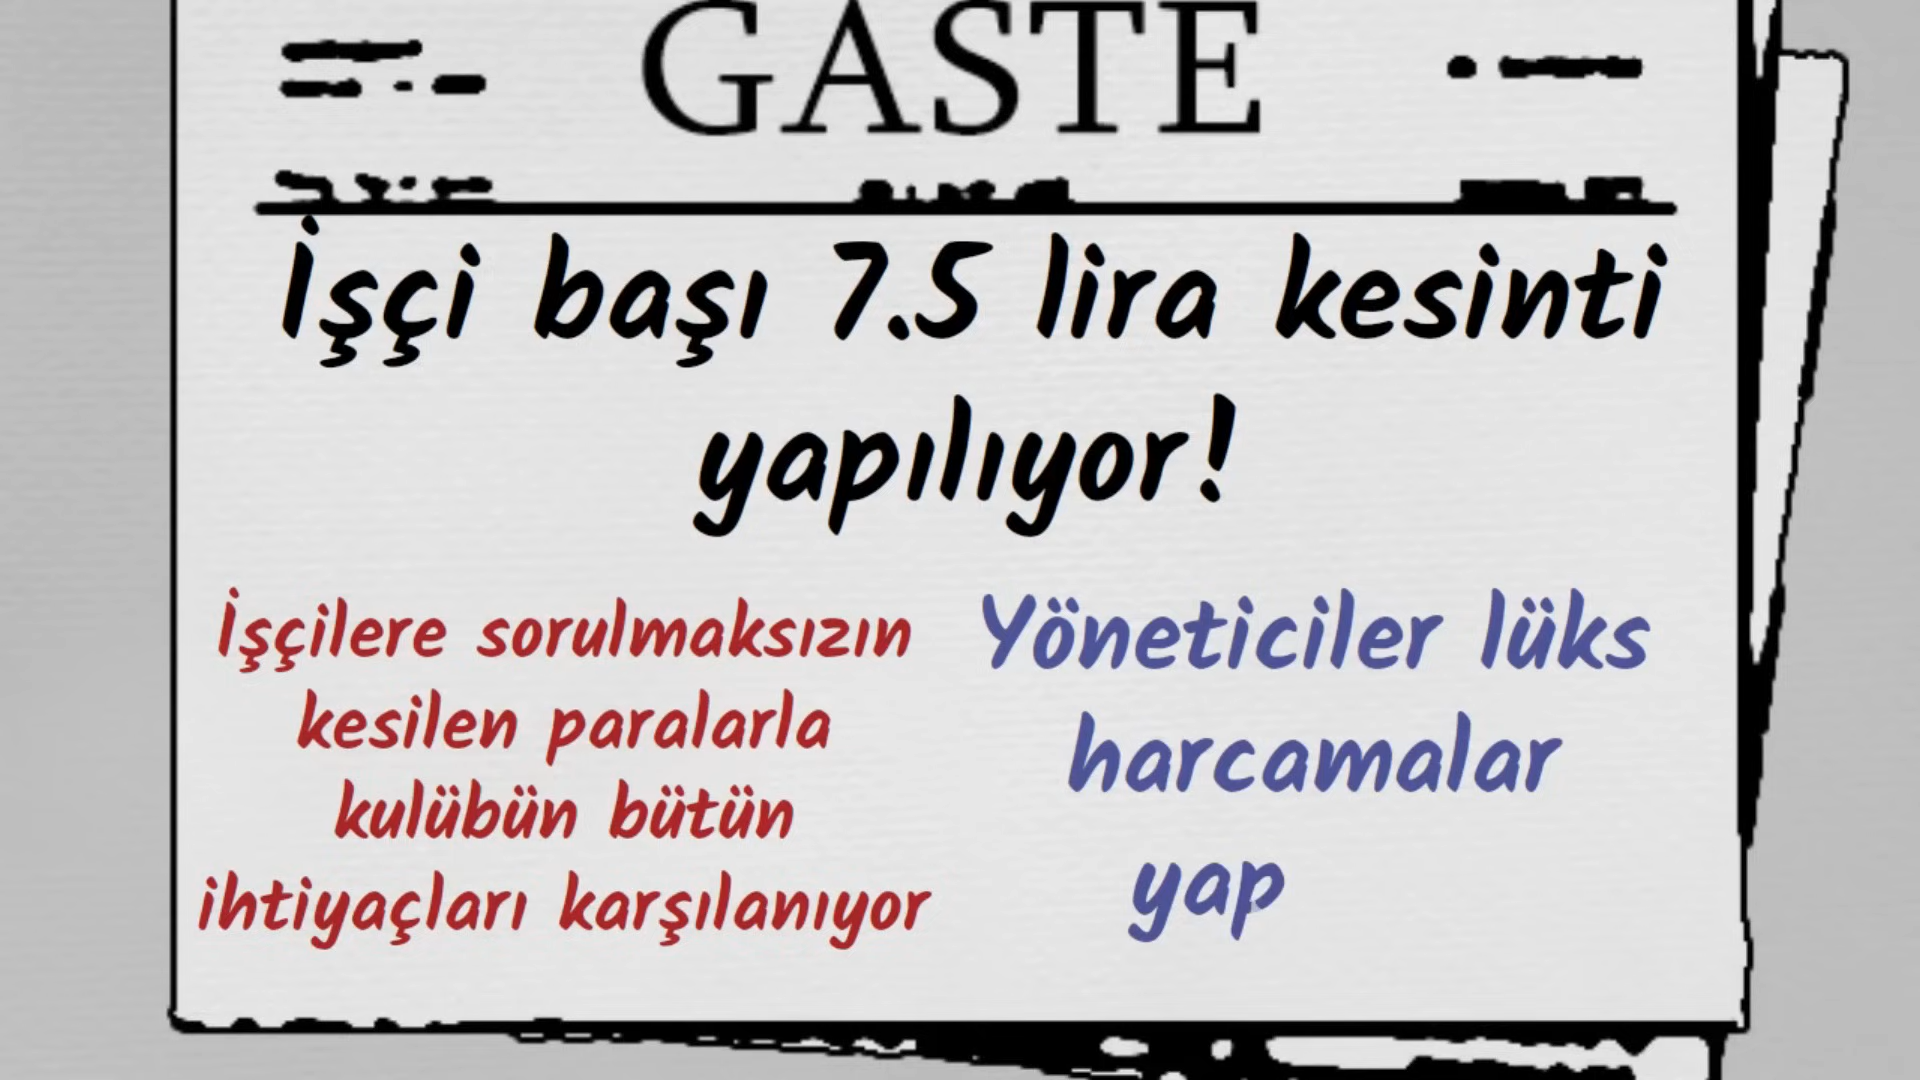 GASTE
İşçi başı 7.5 lira kesinti
yapılıyor!
İşçilere sorulmaksızın
kesilen paralarla
kulübün bütün
ihtiyaçları karşılanıyor
Yöneticiler lüks
harcamalar
yap